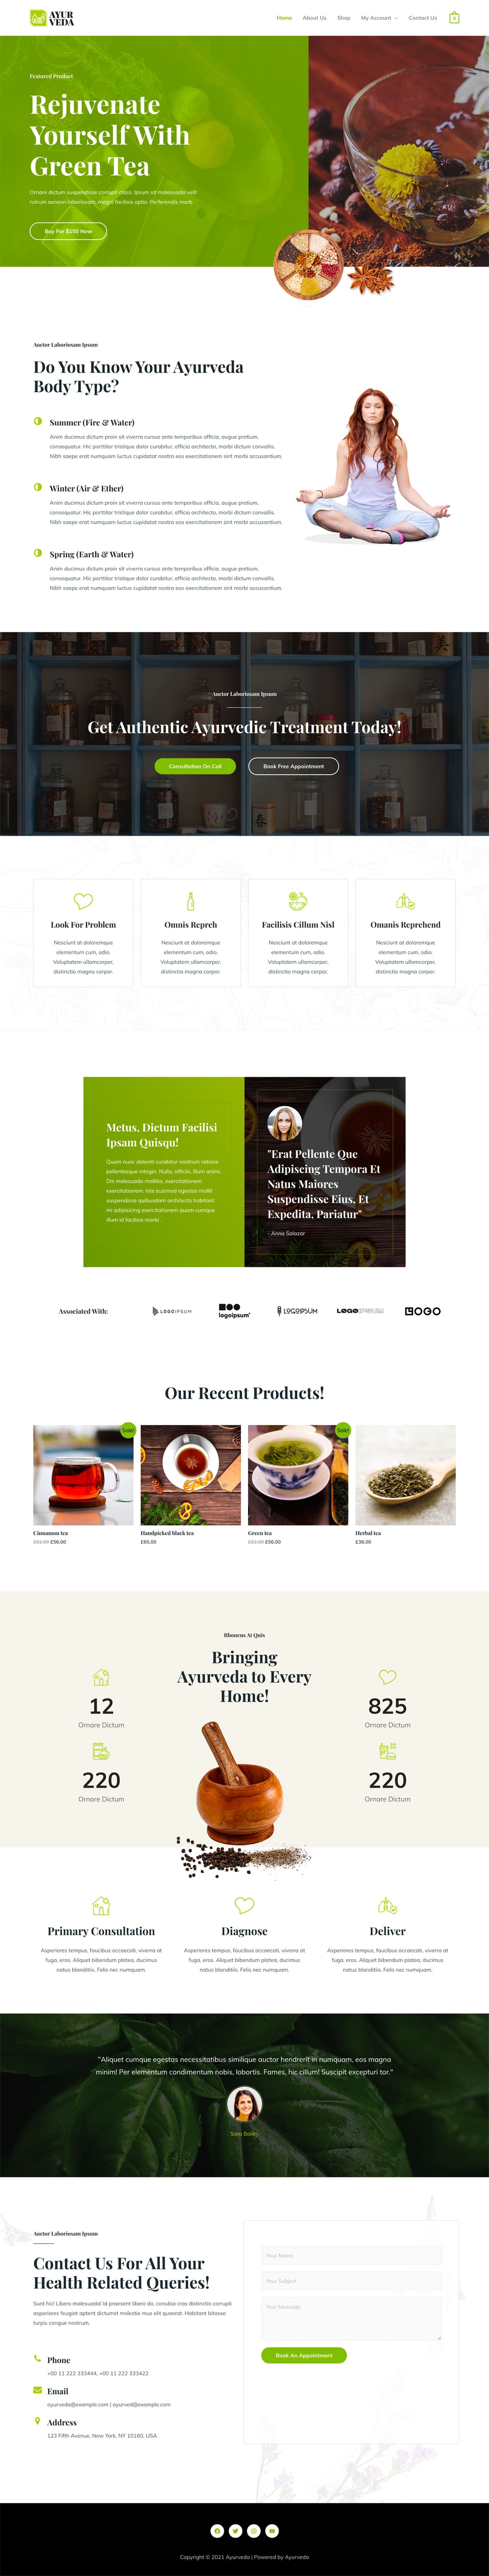 AYUR
VEDA
Home
About Us
Shop
My Account
Contact Us
0
Featured Product
Rejuvenate
Yourself With
Green Tea
Ornare dictum suspendisse coniugm class. Ipsum sit malesuada velit
rutrum aenean laboriosam, magna facilisis optio. Perferendis morb.
Buy For $150 Now
Auctor Laboriosam Ipsum
Do You Know Your Ayurveda
Body Type?
Summer (Fire & Water)
Anim ducimus dictum proin sit viverra cursus ante temporibus officia, augue pretium,
consequatur. Hic porttitor tristique dolor curabitur, officia architecto, morbi dictum convallis.
Nibh saepe erat numquam luctus cupidatat nostra eos exercitationem sint morbi accusantium.
Winter (Air & Ether)
Anim ducimus dictum proin sit viverra cursus ante temporibus officia, augue pretium,
consequatur. Hic porttitor tristique dolor curabitur, officia architecto, morbi dictum convallis.
Nibh saepe erat numquam luctus cupidatat nostra eos exercitationem sint morbi accusantium.
Spring (Earth & Water)
Anim ducimus dictum proin sit viverra cursus ante temporibus officia, augue pretium,
consequatur. Hic porttitor tristique dolor curabitur, officia architecto, morbi dictum convallis.
Nibh saepe erat numquam luctus cupidatat nostra eos exercitationem sint morbi accusantium.
Auctor Laboriosam Ipsum
Get Authentic Ayurvedic Treatment Today!
Consultation On Call
Book Free Appointment
Look For Problem
Nesciunt at doloremque
elementum cum, odio.
Voluptatem ullamcorper,
distinctio magna corpor.
Omnis Repreh
Nesciunt at doloremque
elementum cum, odio.
Voluptatem ullamcorper,
distinctio magna corpor.
Facilisis Cillum Nisl
Nesciunt at doloremque
elementum cum, odio.
Voluptatem ullamcorper,
distinctio magna corpor.
Omanis Reprehend
Nesciunt at doloremque
elementum cum, odio.
Voluptatem ullamcorper,
distinctio magna corpor.
Metus, Dictum Facilisi
Ipsam Quisqu!
Quam nunc deleniti curabitur nostrum ratione
pellentesque integer. Nulla, officia, Illum animi.
Dis malesuada mollitia, exercitationem
exercitationem. Iste euismod egestas mollit
suspendisse quibusdam architecto habitant
mi adipisicing exercitationem quam cumque
illum id facilisis morbi .
"Erat Pellente Que
Adipiscing Tempora Et
Natus Maiores
Suspendisse Eius, Et
Expedita, Pariatur"
- Anna Salazar
Associated With:
LOGOIPSUM
logoipsum'
LOGOIPSUM
LOGOIPSUM
LOGO
Our Recent Products!
Sale!
Cinnamon tea
£56.00
Handpicked black tea
£65.00
Sale!
Green tea
£56.00
Herbal tea
£36.00
Rhoncus At Quis
Bringing
Ayurveda to Every
Home!
12
Ornare Dictum
220
Ornare Dictum
825
Ornare Dictum
220
Ornare Dictum
Primary Consultation
Asperiores tempus, faucibus occaecati, viverra at
fuga, eros. Aliquet bibendum platea, ducimus
natus blanditiis. Felis nec numquam.
Diagnose
Asperiores tempus, faucibus occaecati, viverra at
fuga, eros. Aliquet bibendum platea, ducimus
natus blanditiis. Felis nec numquam.
Deliver
Asperiores tempus, faucibus occaecati, viverra at
fuga, eros. Aliquet bibendum platea, ducimus
natus blanditiis. Felis nec numquam.
"Aliquet cumque egestas necessitatibus similique auctor hendrerit in numquam, eos magna
minim! Per elementum condimentum nobis, lobortis. Fames, hic cillum! Suscipit excepturi tor."
Sara Bailey
Auctor Laboriosam Ipsum
Contact Us For All Your
Health Related Queries!
Sunt hic! Libero malesuada! Id praesent libero do, conubia cras distinctio corrupti
asperiores feugiat aptent dictumst molestie mus elit quaerat. Habitant bitasse
turpis congue nostrum.
Phone
+00 11 222 333444, +00 11 222 333422
Email
ayurveda@example.com | ayurved@example.com
Address
123 Fifth Avenue, New York, NY 10160, USA
Your Name
Your Subject
Your Message
Book An Appointment
Copyright © 2021 Ayurveda | Powered by Ayurveda